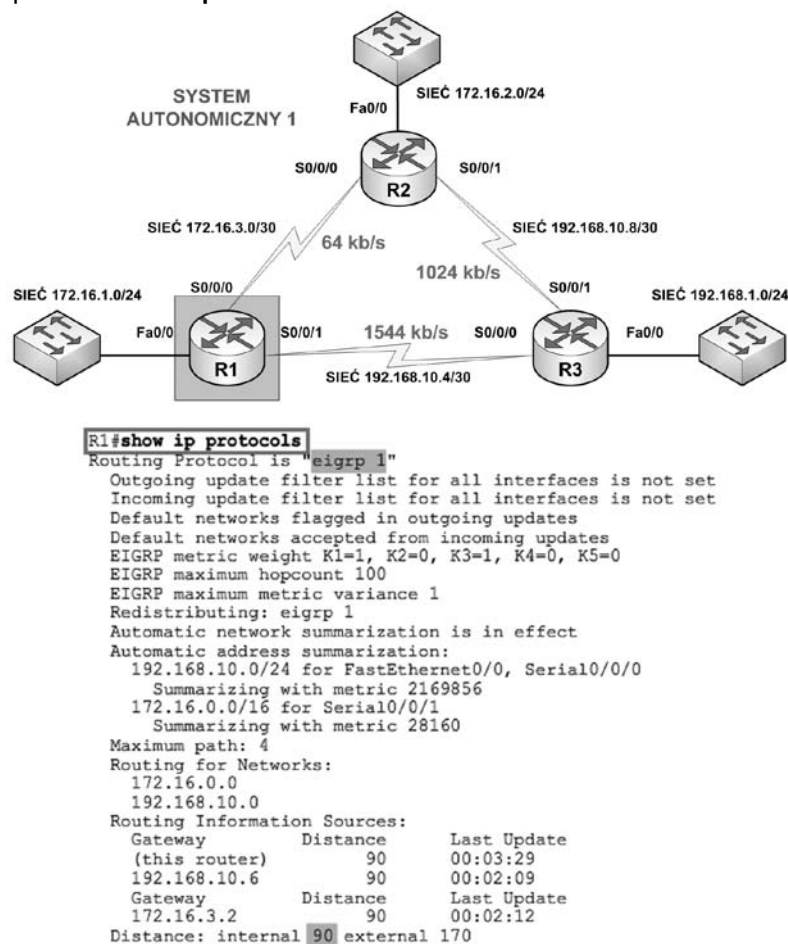 SIEĆ 172.16.2.0/24
SYSTEM
AUTONOMICZNY 1
Fa0/0
S0/0/0
S0/0/1
R2
SIEĆ 172.16.3.0/30
SIEĆ 192.168.10.8/30
64 kb/s
1024 kb/s
SIEĆ 172.16.1.0/24
S0/0/0
S0/0/1
SIEĆ 192.168.1.0/24
Fa0/0
S0/0/1
1544 kb/s
S0/0/0
Fa0/0
R1
R3
SIEĆ 192.168.10.4/30
R1#show ip protocols
Routing Protocol is "eigrp 1"
Outgoing update filter list for all interfaces is not set
Incoming update filter list for all interfaces is not set
Default networks flagged in outgoing updates
Default networks accepted from incoming updates
EIGRP metric weight K1=1, K2=0, K3=1, K4=0, K5=0
EIGRP maximum hopcount 100
EIGRP maximum metric variance 1
Redistributing: eigrp 1
Automatic network summarization is in effect
Automatic address summarization:
192.168.10.0/24 for FastEthernet0/0, Serial0/0/0
Summarizing with metric 2169856
172.16.0.0/16 for Serial0/0/1
Summarizing with metric 28160
Maximum path: 4
Routing for Networks:
172.16.0.0
192.168.10.0
Routing Information Sources:
Gateway Distance Last Update
(this router) 90 00:03:29
192.168.10.6 90 00:02:09
Gateway Distance Last Update
172.16.3.2 90 00:02:12
Distance: internal 90 external 170